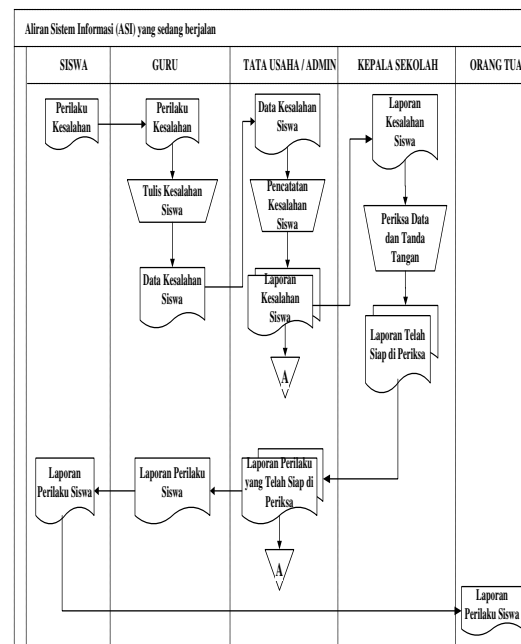 Aliran Sistem Informasi (ASI) yang sedang berjalan
SISWA
GURU
TATA USAHA / ADMIN
KEPALA SEKOLAH
ORANG TUA
Perilaku
Kesalahan
Perilaku
Kesalahan
Data Kesalahan
Siswa
Laporan
Kesalahan
Siswa
Tulis Kesalahan
Siswa
Pencatatan
Kesalahan
Siswa
Periksa Data
dan Tanda
Tangan
Data Kesalahan
Siswa
Laporan
Kesalahan
Siswa
Laporan Telah
Siap di Periksa
A
Laporan
Perilaku Siswa
Laporan Perilaku
Siswa
Laporan Perilaku
yang Telah Siap di
Periksa
A
Laporan
Perilaku Siswa